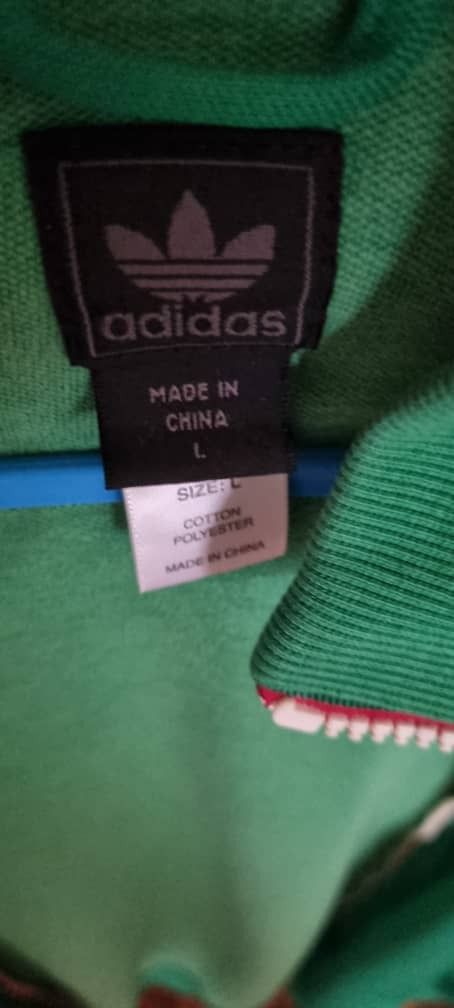 adidas
MADE IN
CHINA
L
SIZE: L
COTTON
POLYESTER
MADE IN CHINA